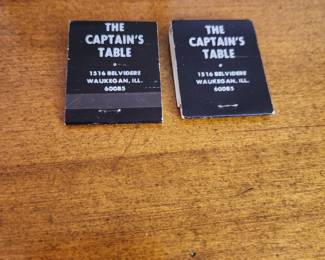 THE
CAPTAIN'S
TABLE
1516 BELVIDERE
WAUKEGAN, ILL.
60085
THE
CAPTAIN'S
TABLE
1516 BELVIDERE
WAUKEGAN, ILL.
60085